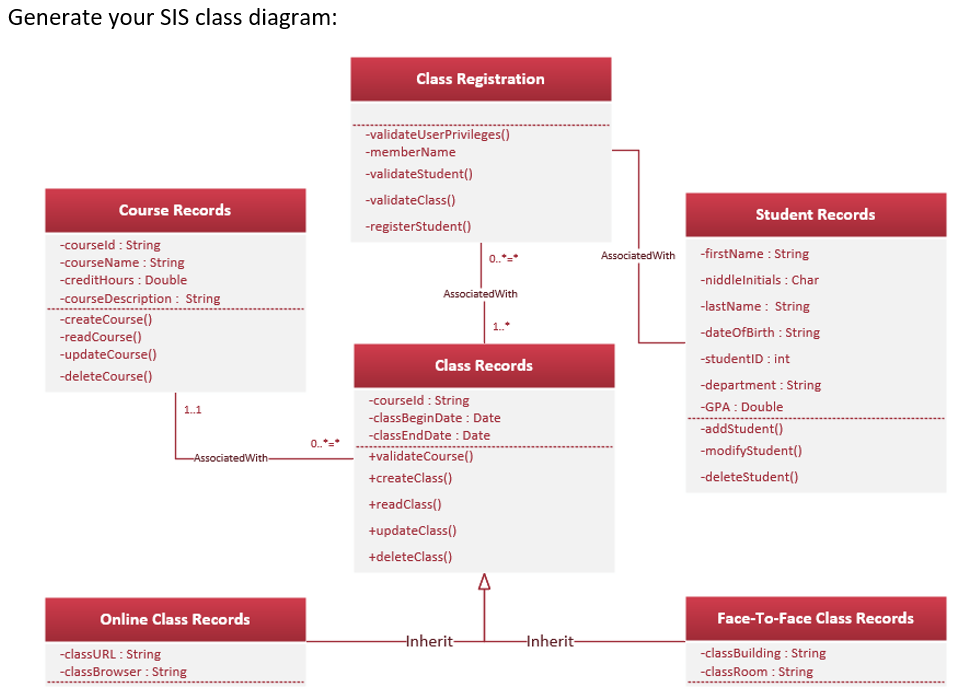 Generate your SIS class diagram:
Class Registration
-validateUserPrivileges()
-memberName
-validateStudent()
-validateClass()
-registerStudent()
Course Records
-courseId : String
-courseName : String
-creditHours : Double
-courseDescription :  String
-createCourse()
-readCourse()
-updateCourse()
-deleteCourse()
Student Records
-firstName : String
-niddleInitials : Char
-lastName :  String
-dateOfBirth : String
-studentID : int
-department : String
-GPA : Double
-addStudent()
-modifyStudent()
-deleteStudent()
AssociatedWith
0..*=*
AssociatedWith
1..*
Class Records
-courseId : String
-classBeginDate : Date
-classEndDate : Date
+validateCourse()
+createClass()
+readClass()
+updateClass()
+deleteClass()
1..1
0..*=*
AssociatedWith
Online Class Records
-classURL : String
-classBrowser : String
Inherit
Inherit
Face-To-Face Class Records
-classBuilding : String
-classRoom : String